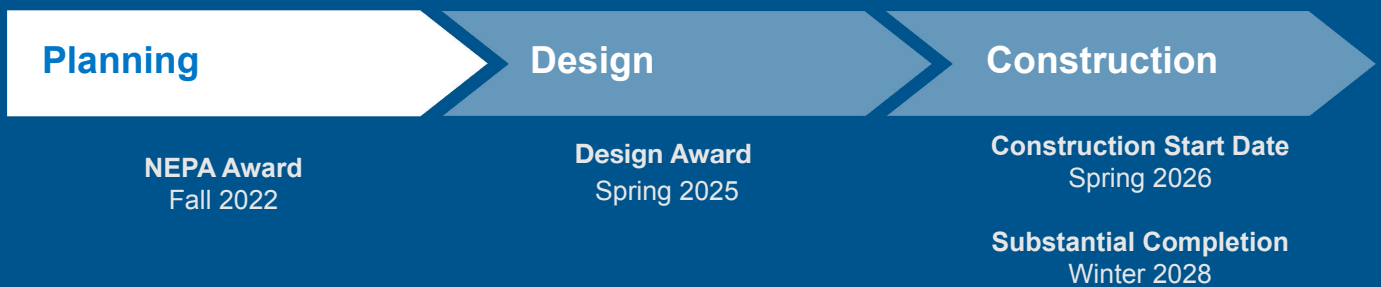 Planning
Design
Construction
NEPA Award
Fall 2022
Design Award
Spring 2025
Construction Start Date
Spring 2026
Substantial Completion
Winter 2028